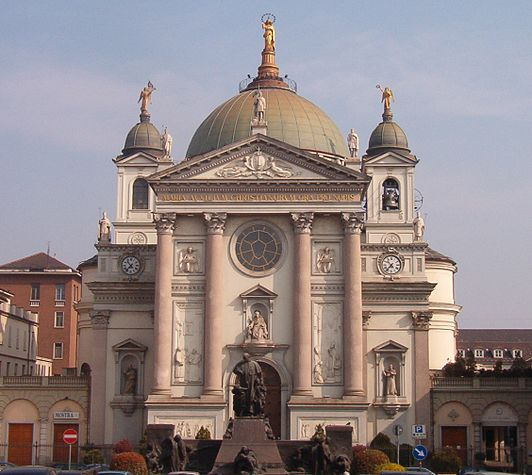 MARIA AUXILIUM CHRISTIANORUM ORA PRO NOBIS
MOSTRA
P